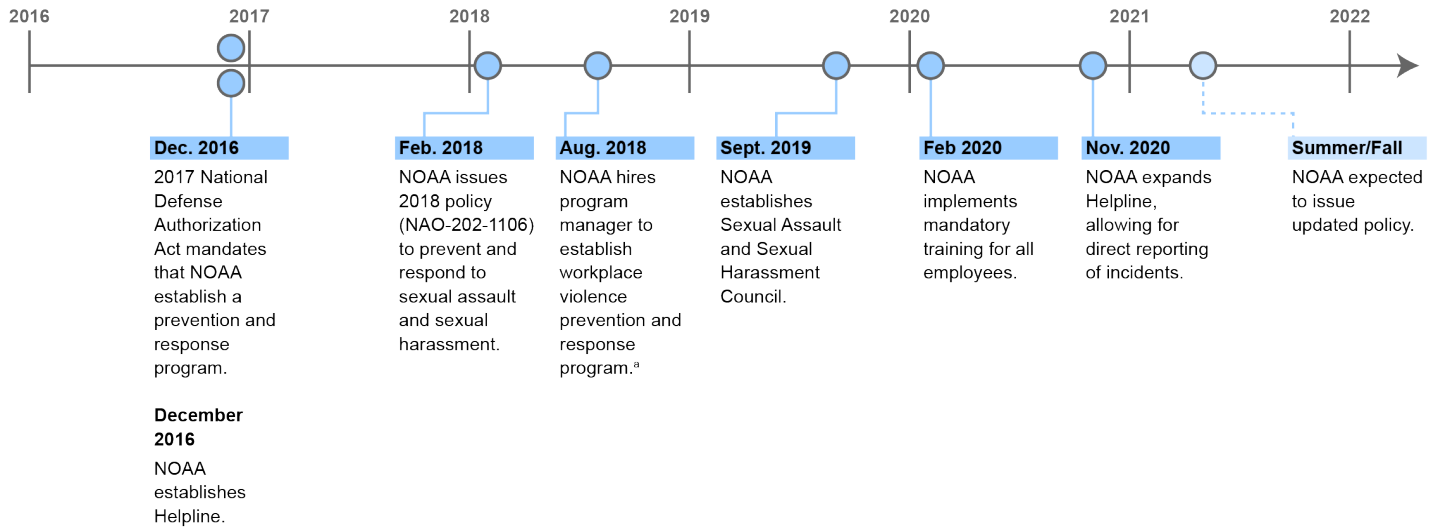 2016
2017
2018
2019
2020
2021
2022
Dec. 2016
2017 National
Defense
Authorization
Act mandates
that NOAA
establish a
prevention and
response
program.
December
2016
NOAA
establishes
Helpline.
Feb. 2018
NOAA issues
2018 policy
(NAO-202-1106)
to prevent and
respond to
sexual assault
and sexual
harassment.
Aug. 2018
NOAA hires
program
manager to
establish
workplace
violence
prevention and
response
program.ª
Sept. 2019
NOAA
establishes
Sexual Assault
and Sexual
Harassment
Council.
Feb 2020
NOAA
implements
mandatory
training for all
employees.
Nov. 2020
NOAA expands
Helpline,
allowing for
direct reporting
of incidents.
Summer/Fall
NOAA expected
to issue
updated policy.